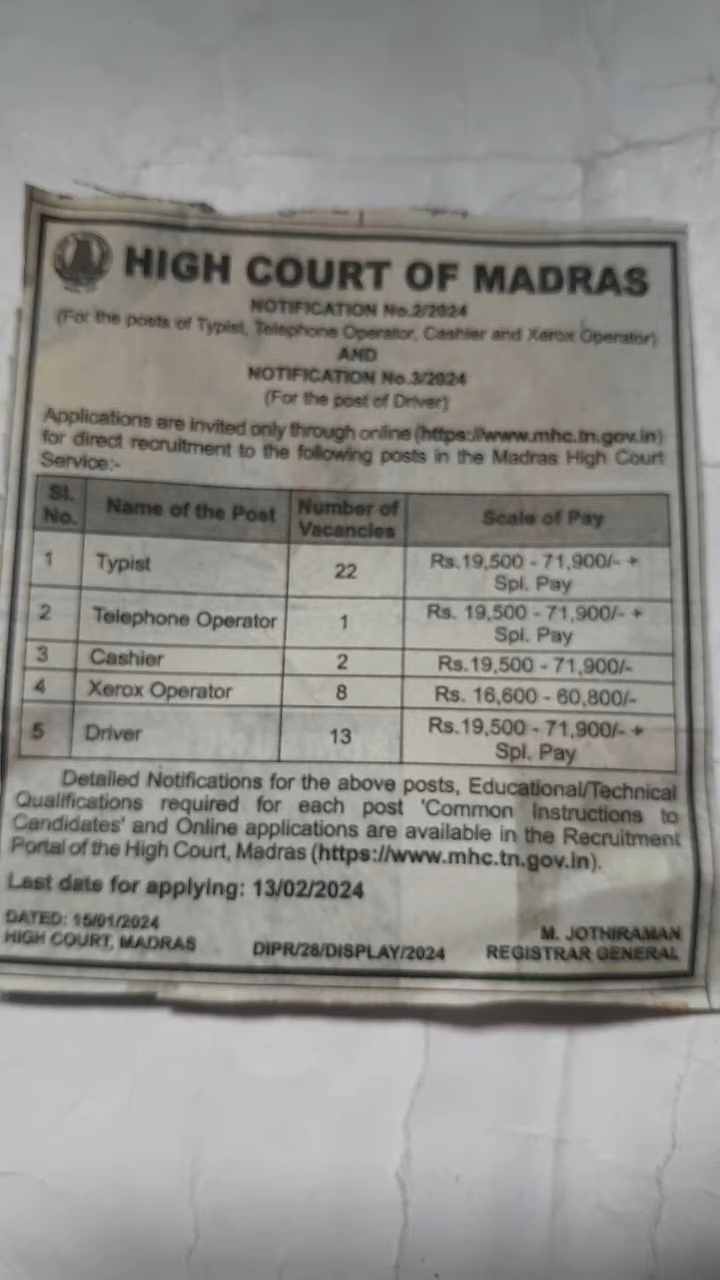 HIGH COURT OF MADRAS
NOTIFICATION No.2/2024
(For the posts of Typist, Telephone Operator, Cashier and Xerox Operator)
AND
NOTIFICATION No.3/2024
(For the post of Driver)
Applications are invited only through online (https://www.mhc.tn.gov.in)
for direct recruitment to the following posts in the Madras High Court
Service:-
Sl. No. Name of the Post Number of Vacancies Scale of Pay
1 Typist 22 Rs.19,500 - 71,900/- + Spl. Pay
2 Telephone Operator 1 Rs. 19,500 - 71,900/- + Spl. Pay
3 Cashier 2 Rs.19,500 - 71,900/-
4 Xerox Operator 8 Rs. 16,600 - 60,800/-
5 Driver 13 Rs.19,500 - 71,900/- + Spl. Pay
Detailed Notifications for the above posts, Educational/Technical
Qualifications required for each post 'Common Instructions to
Candidates' and Online applications are available in the Recruitment
Portal of the High Court, Madras (https://www.mhc.tn.gov.in).
Last date for applying: 13/02/2024
DATED: 15/01/2024
HIGH COURT, MADRAS
DIPR/28/DISPLAY/2024
M. JOTHIRAMAN
REGISTRAR GENERAL